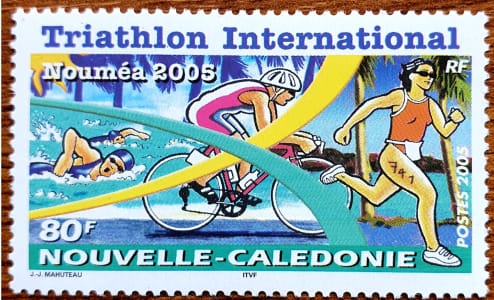 Triathlon International
Nouméa 2005
RF
741
POSTES 2005
80F
NOUVELLE-CALEDONIE
J.-J. MAHUTEAU
ITVF